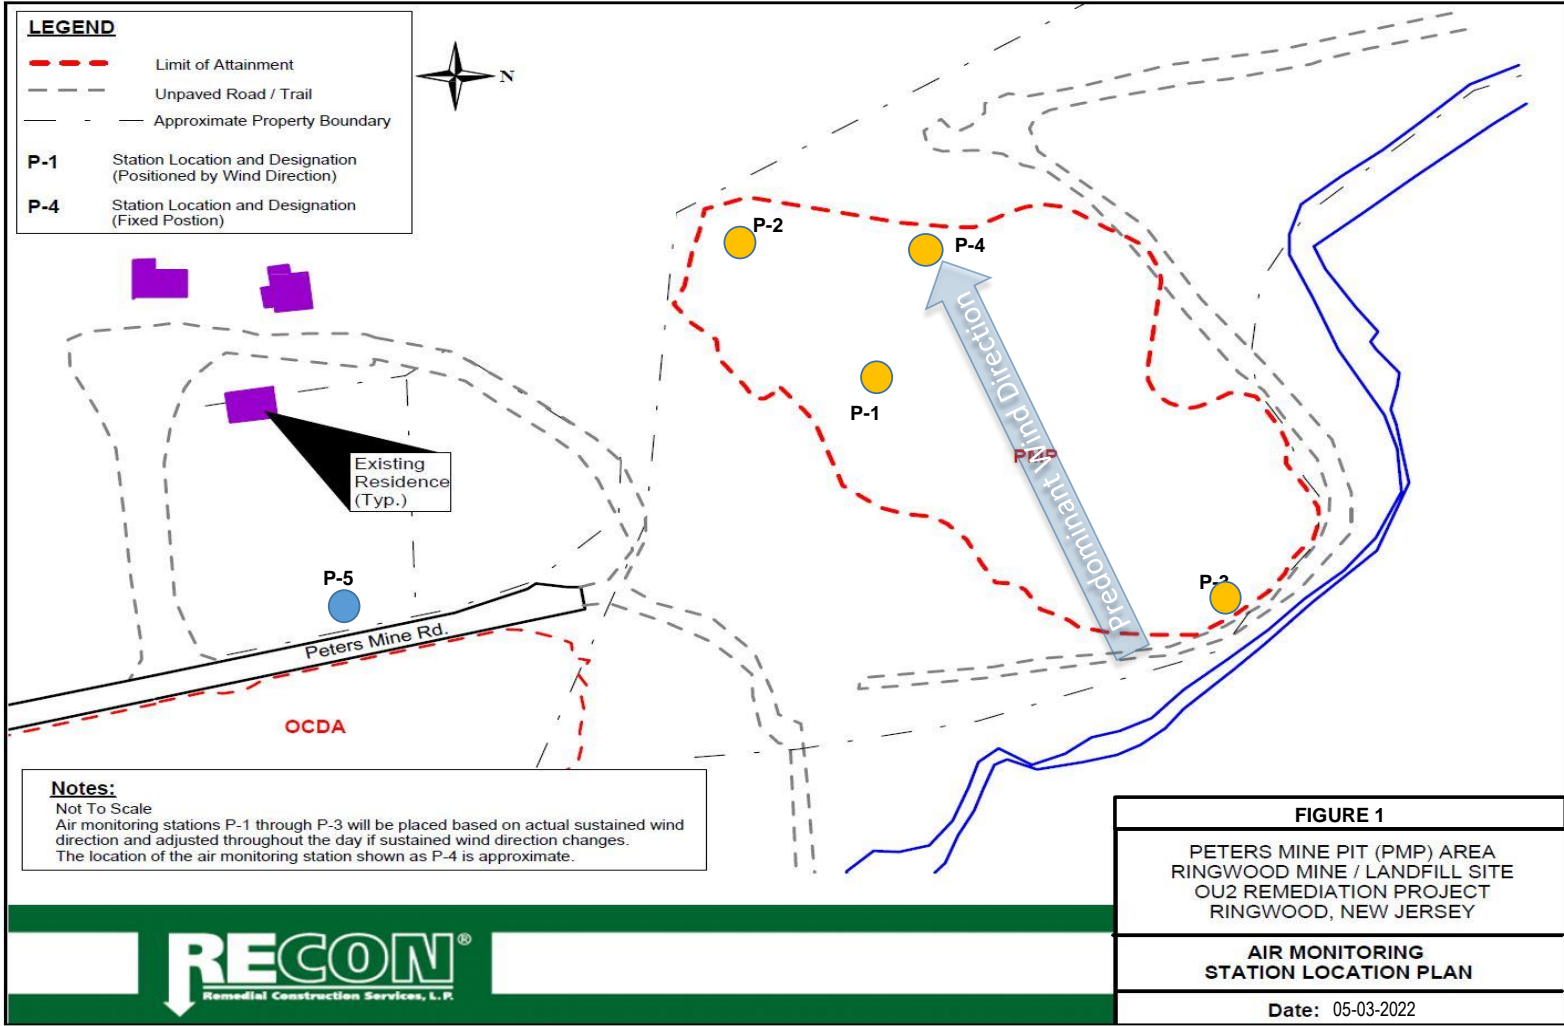 LEGEND
Limit of Attainment
Unpaved Road / Trail
Approximate Property Boundary
P-1 Station Location and Designation
(Positioned by Wind Direction)
P-4 Station Location and Designation
(Fixed Postion)
N
P-2
P-4
P-1
Predominant Wind Direction
PMP
P-3
Existing
Residence
(Typ.)
P-5
Peters Mine Rd.
OCDA
Notes:
Not To Scale
Air monitoring stations P-1 through P-3 will be placed based on actual sustained wind
direction and adjusted throughout the day if sustained wind direction changes.
The location of the air monitoring station shown as P-4 is approximate.
RECON®
Remedial Construction Services, L.P.
FIGURE 1
PETERS MINE PIT (PMP) AREA
RINGWOOD MINE / LANDFILL SITE
OU2 REMEDIATION PROJECT
RINGWOOD, NEW JERSEY
AIR MONITORING
STATION LOCATION PLAN
Date: 05-03-2022